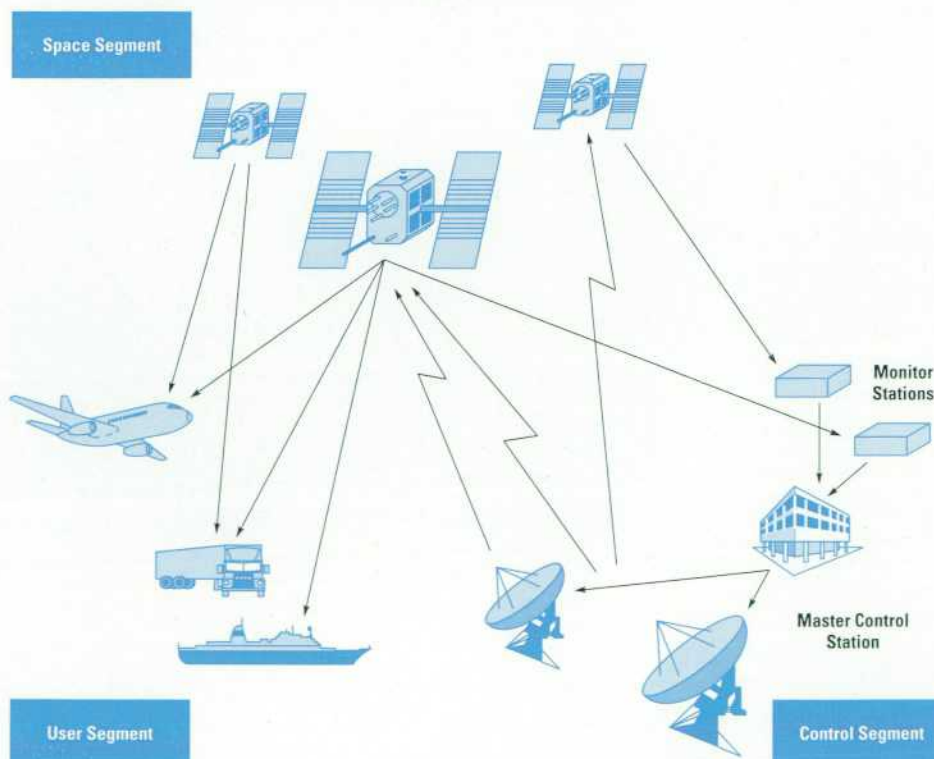 Space Segment
Monitor
Stations
Master Control
Station
User Segment
Control Segment